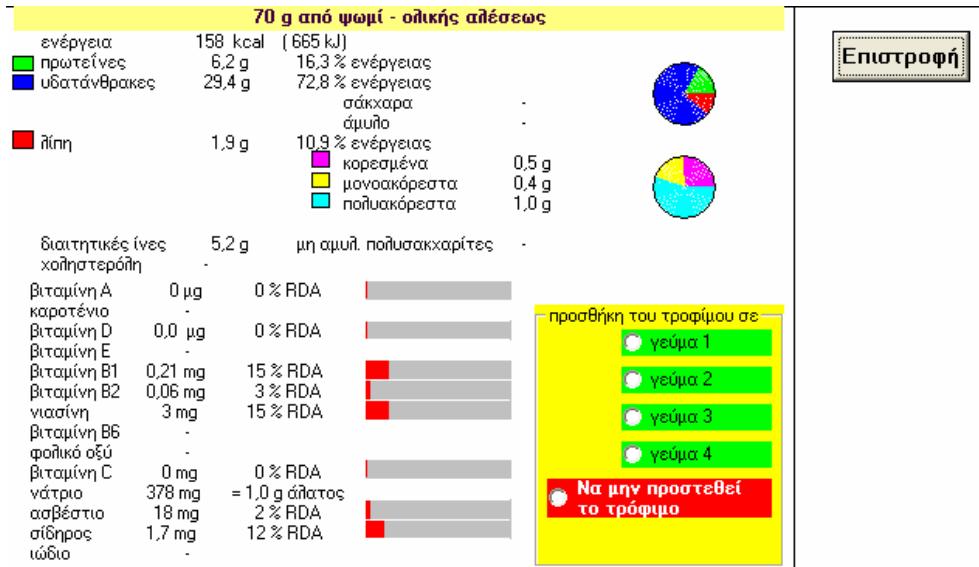 70 g από ψωμί - ολικής αλέσεως
Επιστροφή
ενέργεια 158 kcal (665 kJ)
πρωτεΐνες 6,2 g 16,3 % ενέργειας
υδατάνθρακες 29,4 g 72,8 % ενέργειας
σάκχαρα -
άμυλο -
λίπη 1,9 g 10,9 % ενέργειας
κορεσμένα 0,5 g
μονοακόρεστα 0,4 g
πολυακόρεστα 1,0 g
διαιτητικές ίνες 5,2 g μη αμυλ. πολυσακχαρίτες -
χοληστερόλη -
βιταμίνη A 0 μg 0 % RDA
καροτένιο -
βιταμίνη D 0,0 μg 0 % RDA
βιταμίνη E -
βιταμίνη B1 0,21 mg 15 % RDA
βιταμίνη B2 0,06 mg 3 % RDA
νιασίνη 3 mg 15 % RDA
βιταμίνη B6 -
φολικό οξύ -
βιταμίνη C 0 mg 0 % RDA
νάτριο 378 mg = 1,0 g άλατος
ασβέστιο 18 mg 2 % RDA
σίδηρος 1,7 mg 12 % RDA
ιώδιο -
προσθήκη του τροφίμου σε
γεύμα 1
γεύμα 2
γεύμα 3
γεύμα 4
Να μην προστεθεί
το τρόφιμο